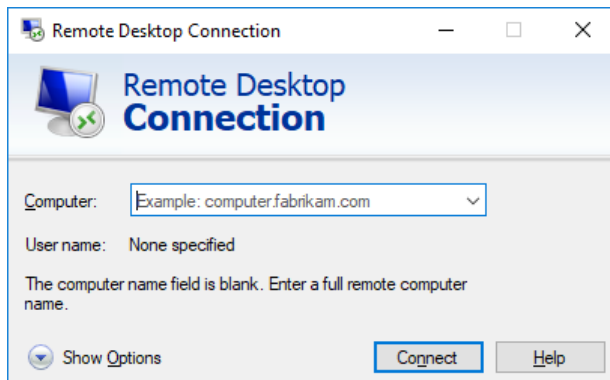 Remote Desktop Connection
Remote Desktop
Connection
Computer: Example: computer.fabrikam.com
User name: None specified
The computer name field is blank. Enter a full remote computer
name.
Show Options Connect Help